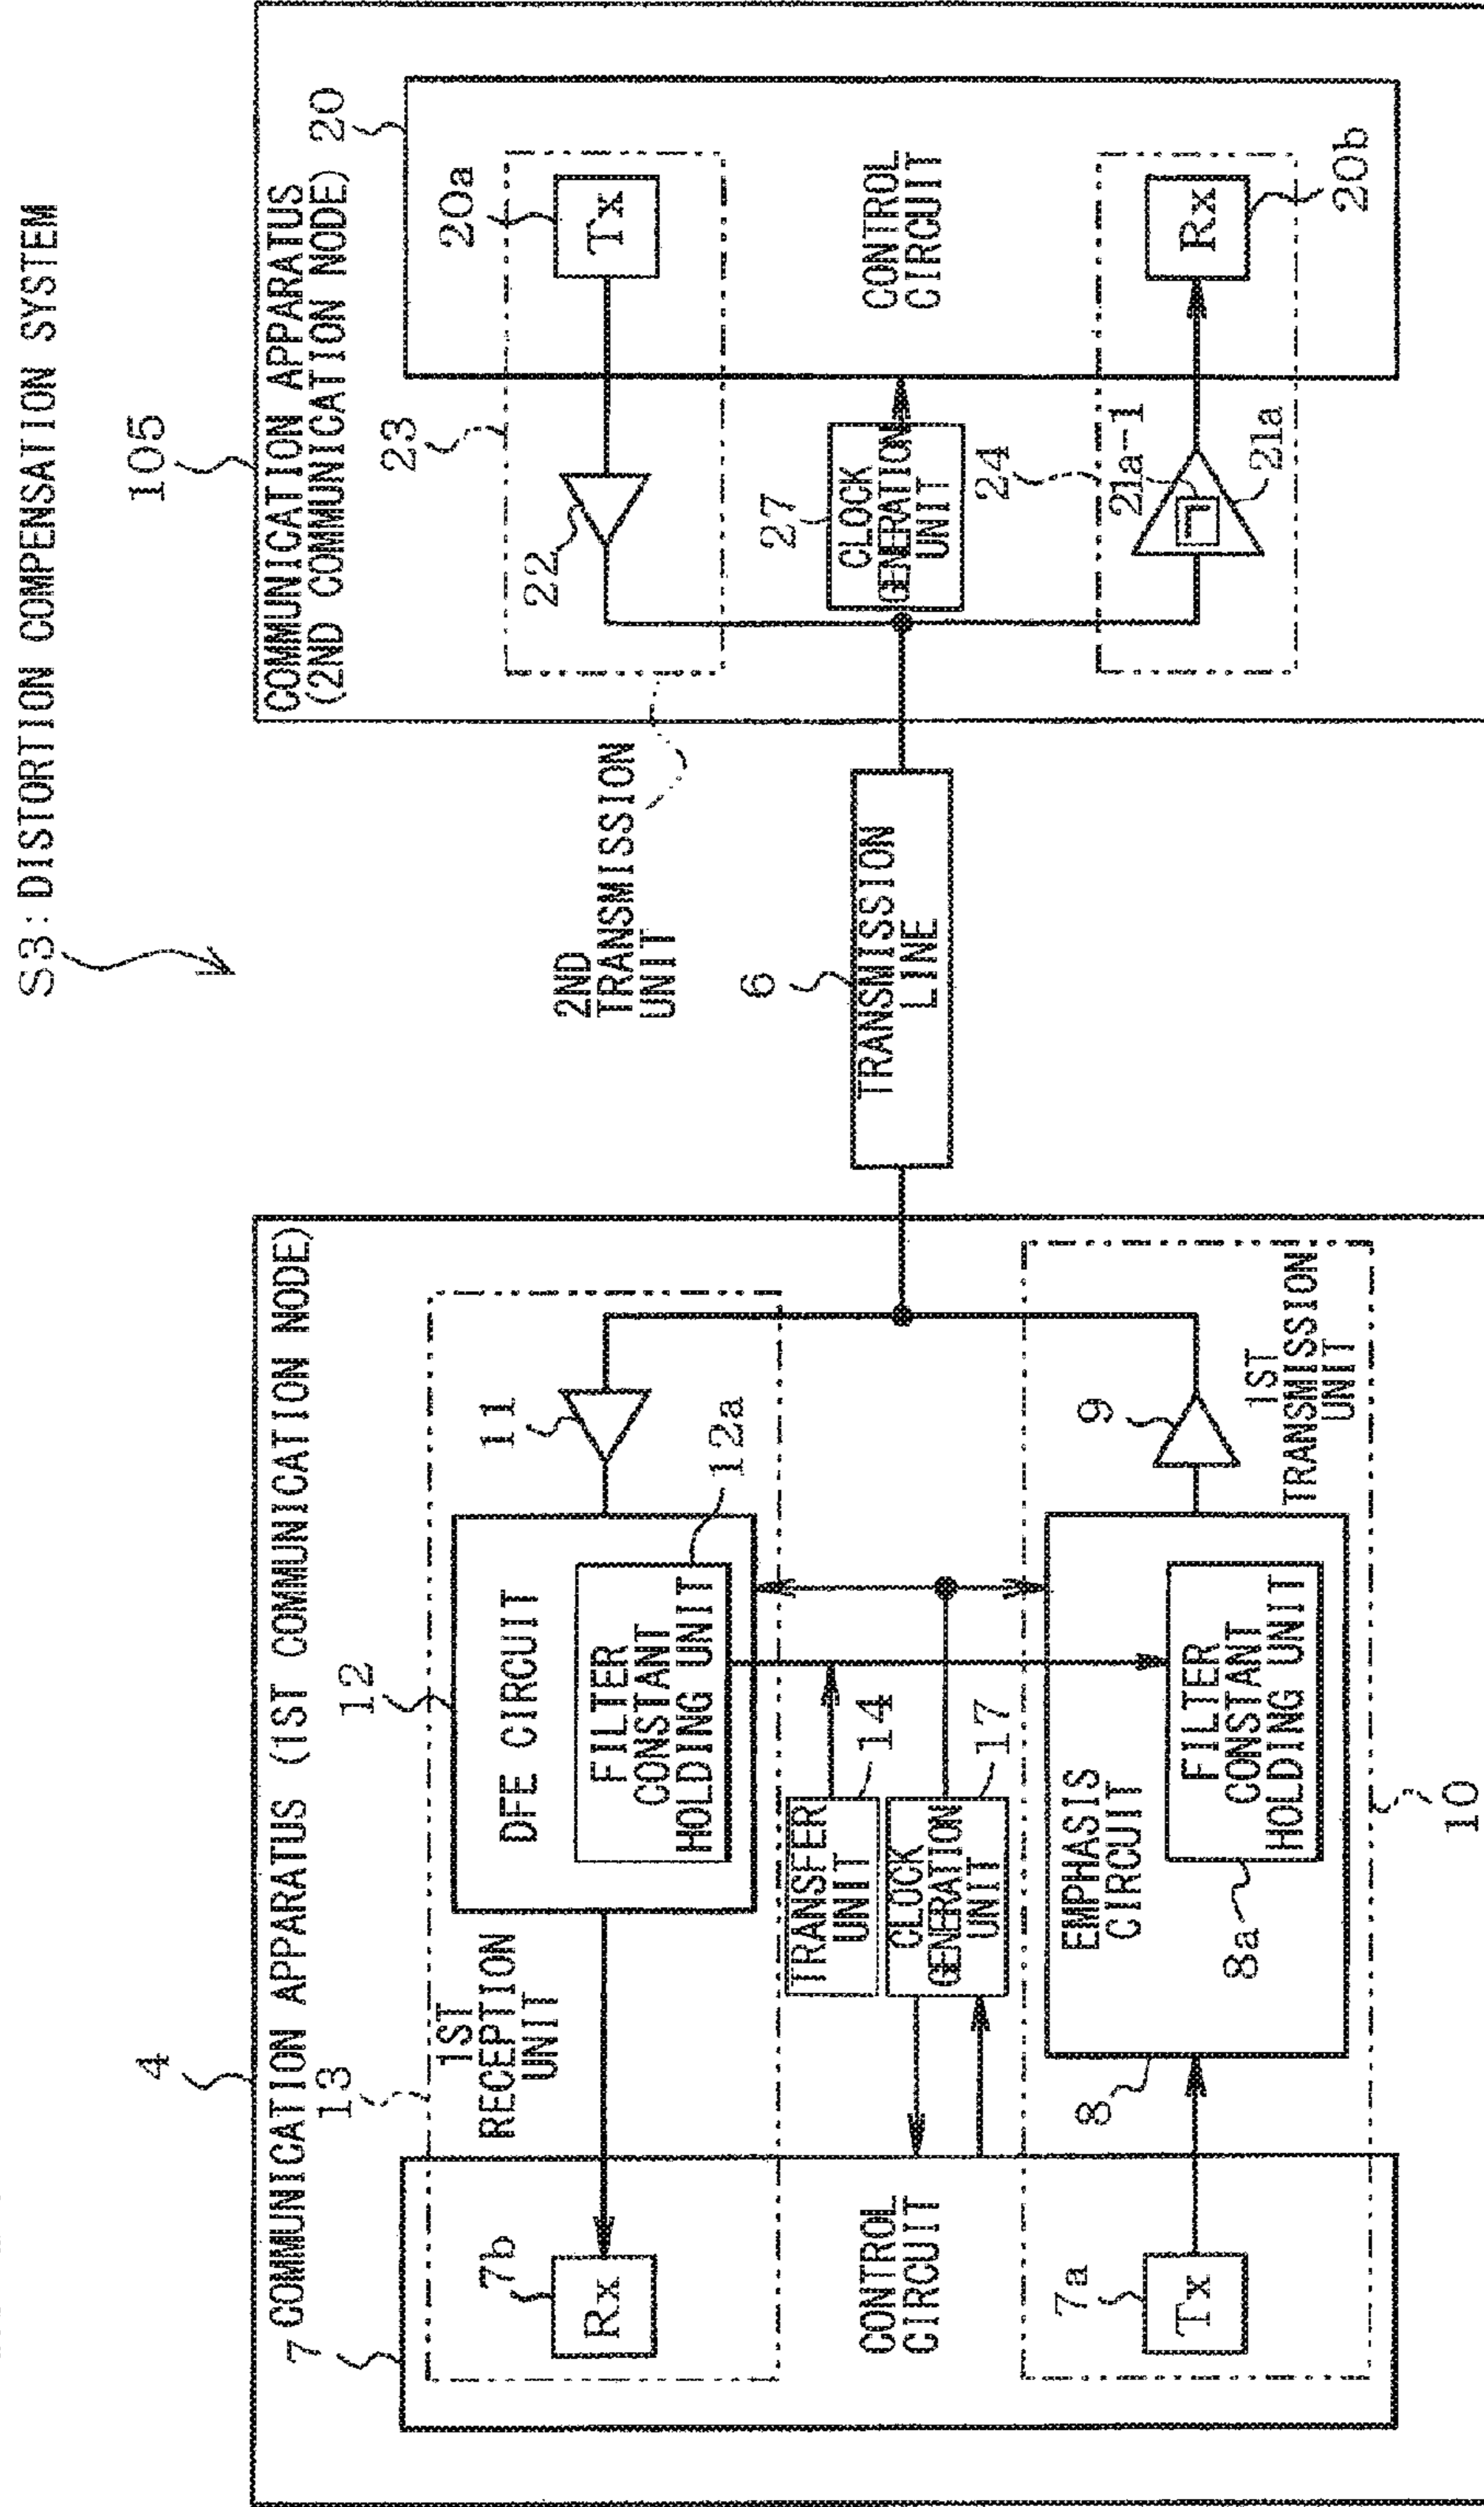 S3:DISTORTION COMPENSATION SYSTEM
4
COMMUNICATION APPARATUS (1ST COMMUNICATION NODE)
7
13
1ST
RECEPTION
UNIT
12
DFE CIRCUIT
FILTER
CONSTANT
HOLDING UNIT
12a
11
7b
Rx
CONTROL
CIRCUIT
TRANSFER
UNIT
14
CLOCK
GENERATION
UNIT
17
7a
Tx
8
EMPHASIS
CIRCUIT
FILTER
CONSTANT
HOLDING UNIT
8a
9
1ST
TRANSMISSION
UNIT
10
6
TRANSMISSION
LINE
2ND
TRANSMISSION
UNIT
105
COMMUNICATION APPARATUS
(2ND COMMUNICATION NODE)
20
23
22
20a
Tx
27
CLOCK
GENERATION
UNIT
CONTROL
CIRCUIT
24
21a-1
21a
Rx
20b